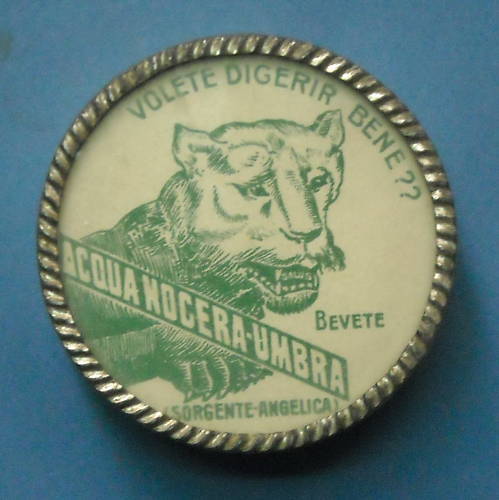 VOLETE DIGERIR BENE??
ACQUA NOCERA-UMBRA
BEVETE
(SORGENTE-ANGELICA)